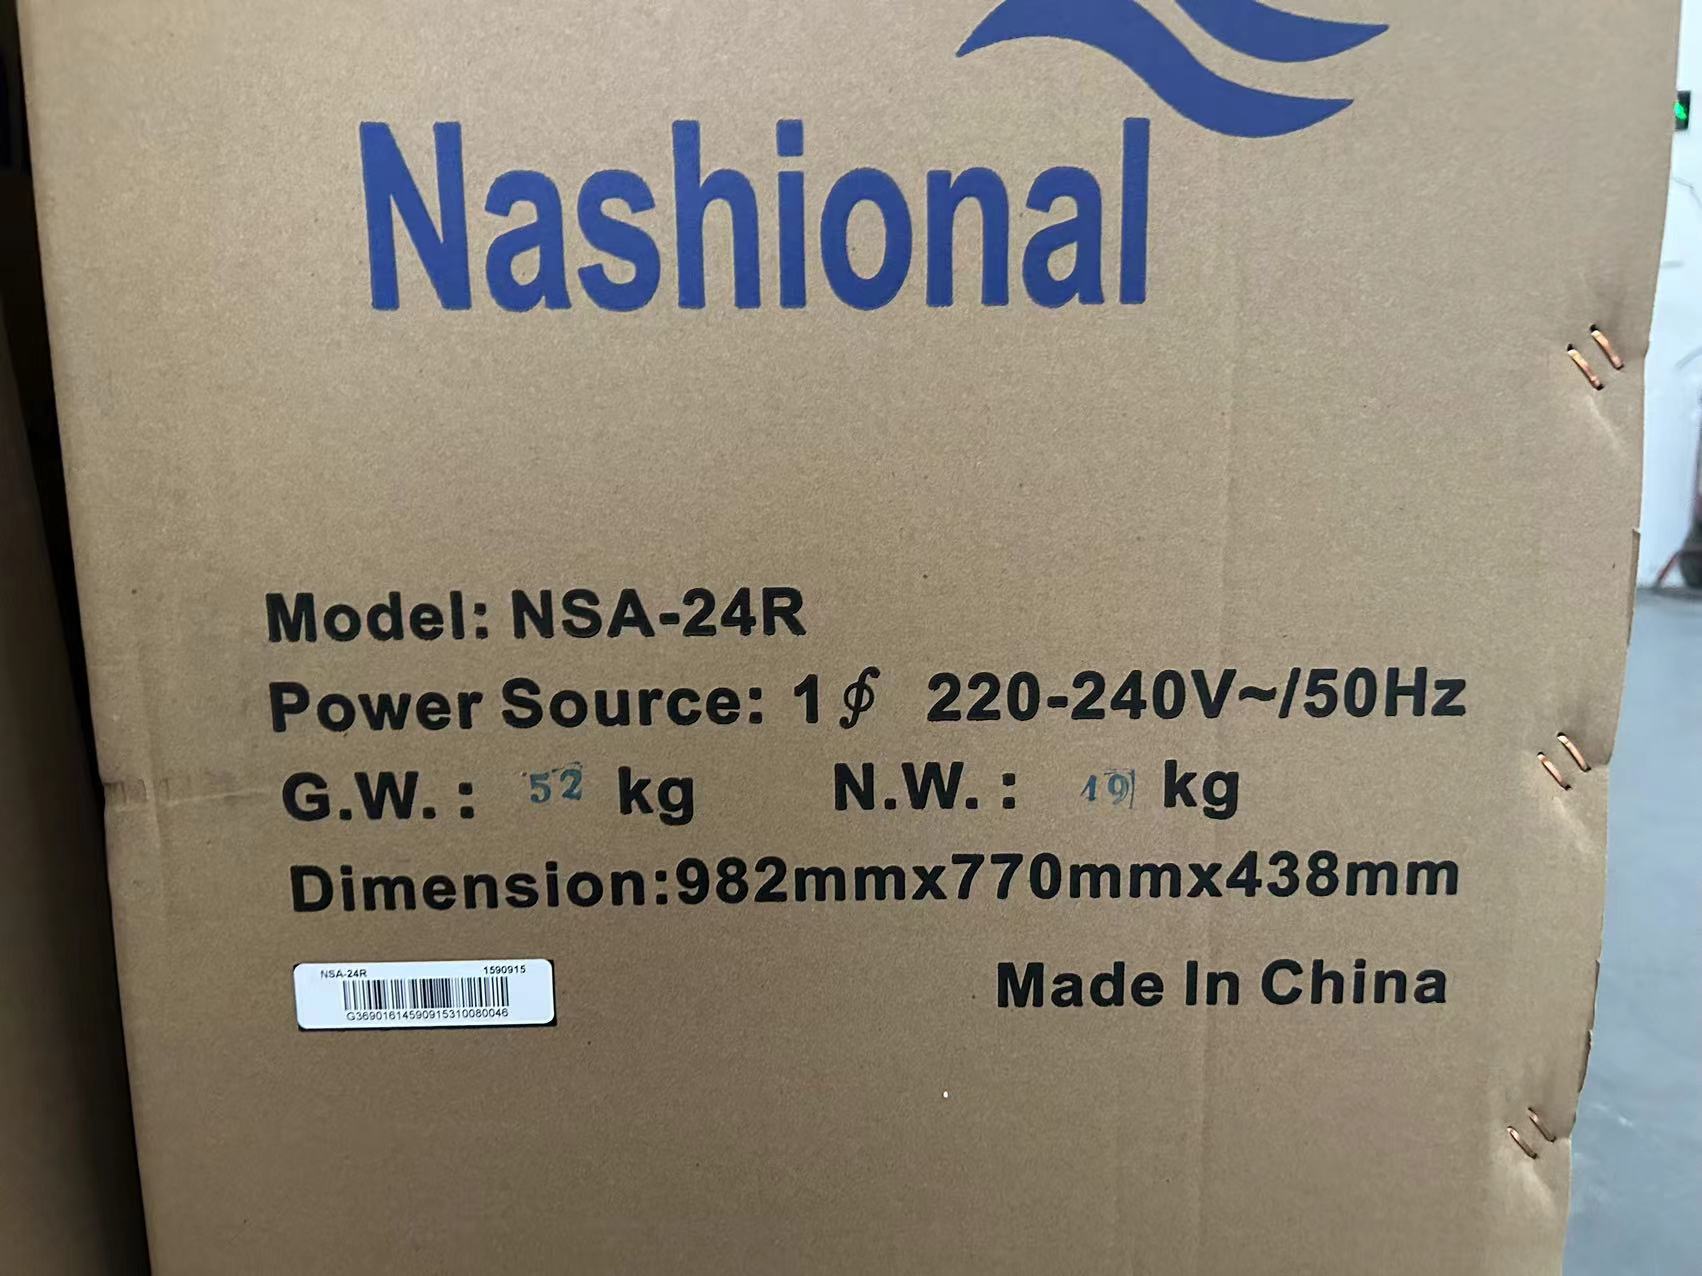 Nashional
Model: NSA-24R
Power Source: 1∮ 220-240V~/50Hz
G.W. : 52 kg N.W. : 49 kg
Dimension:982mmx770mmx438mm
NSA-24R 1590915
G36901614590915310080046
Made In China